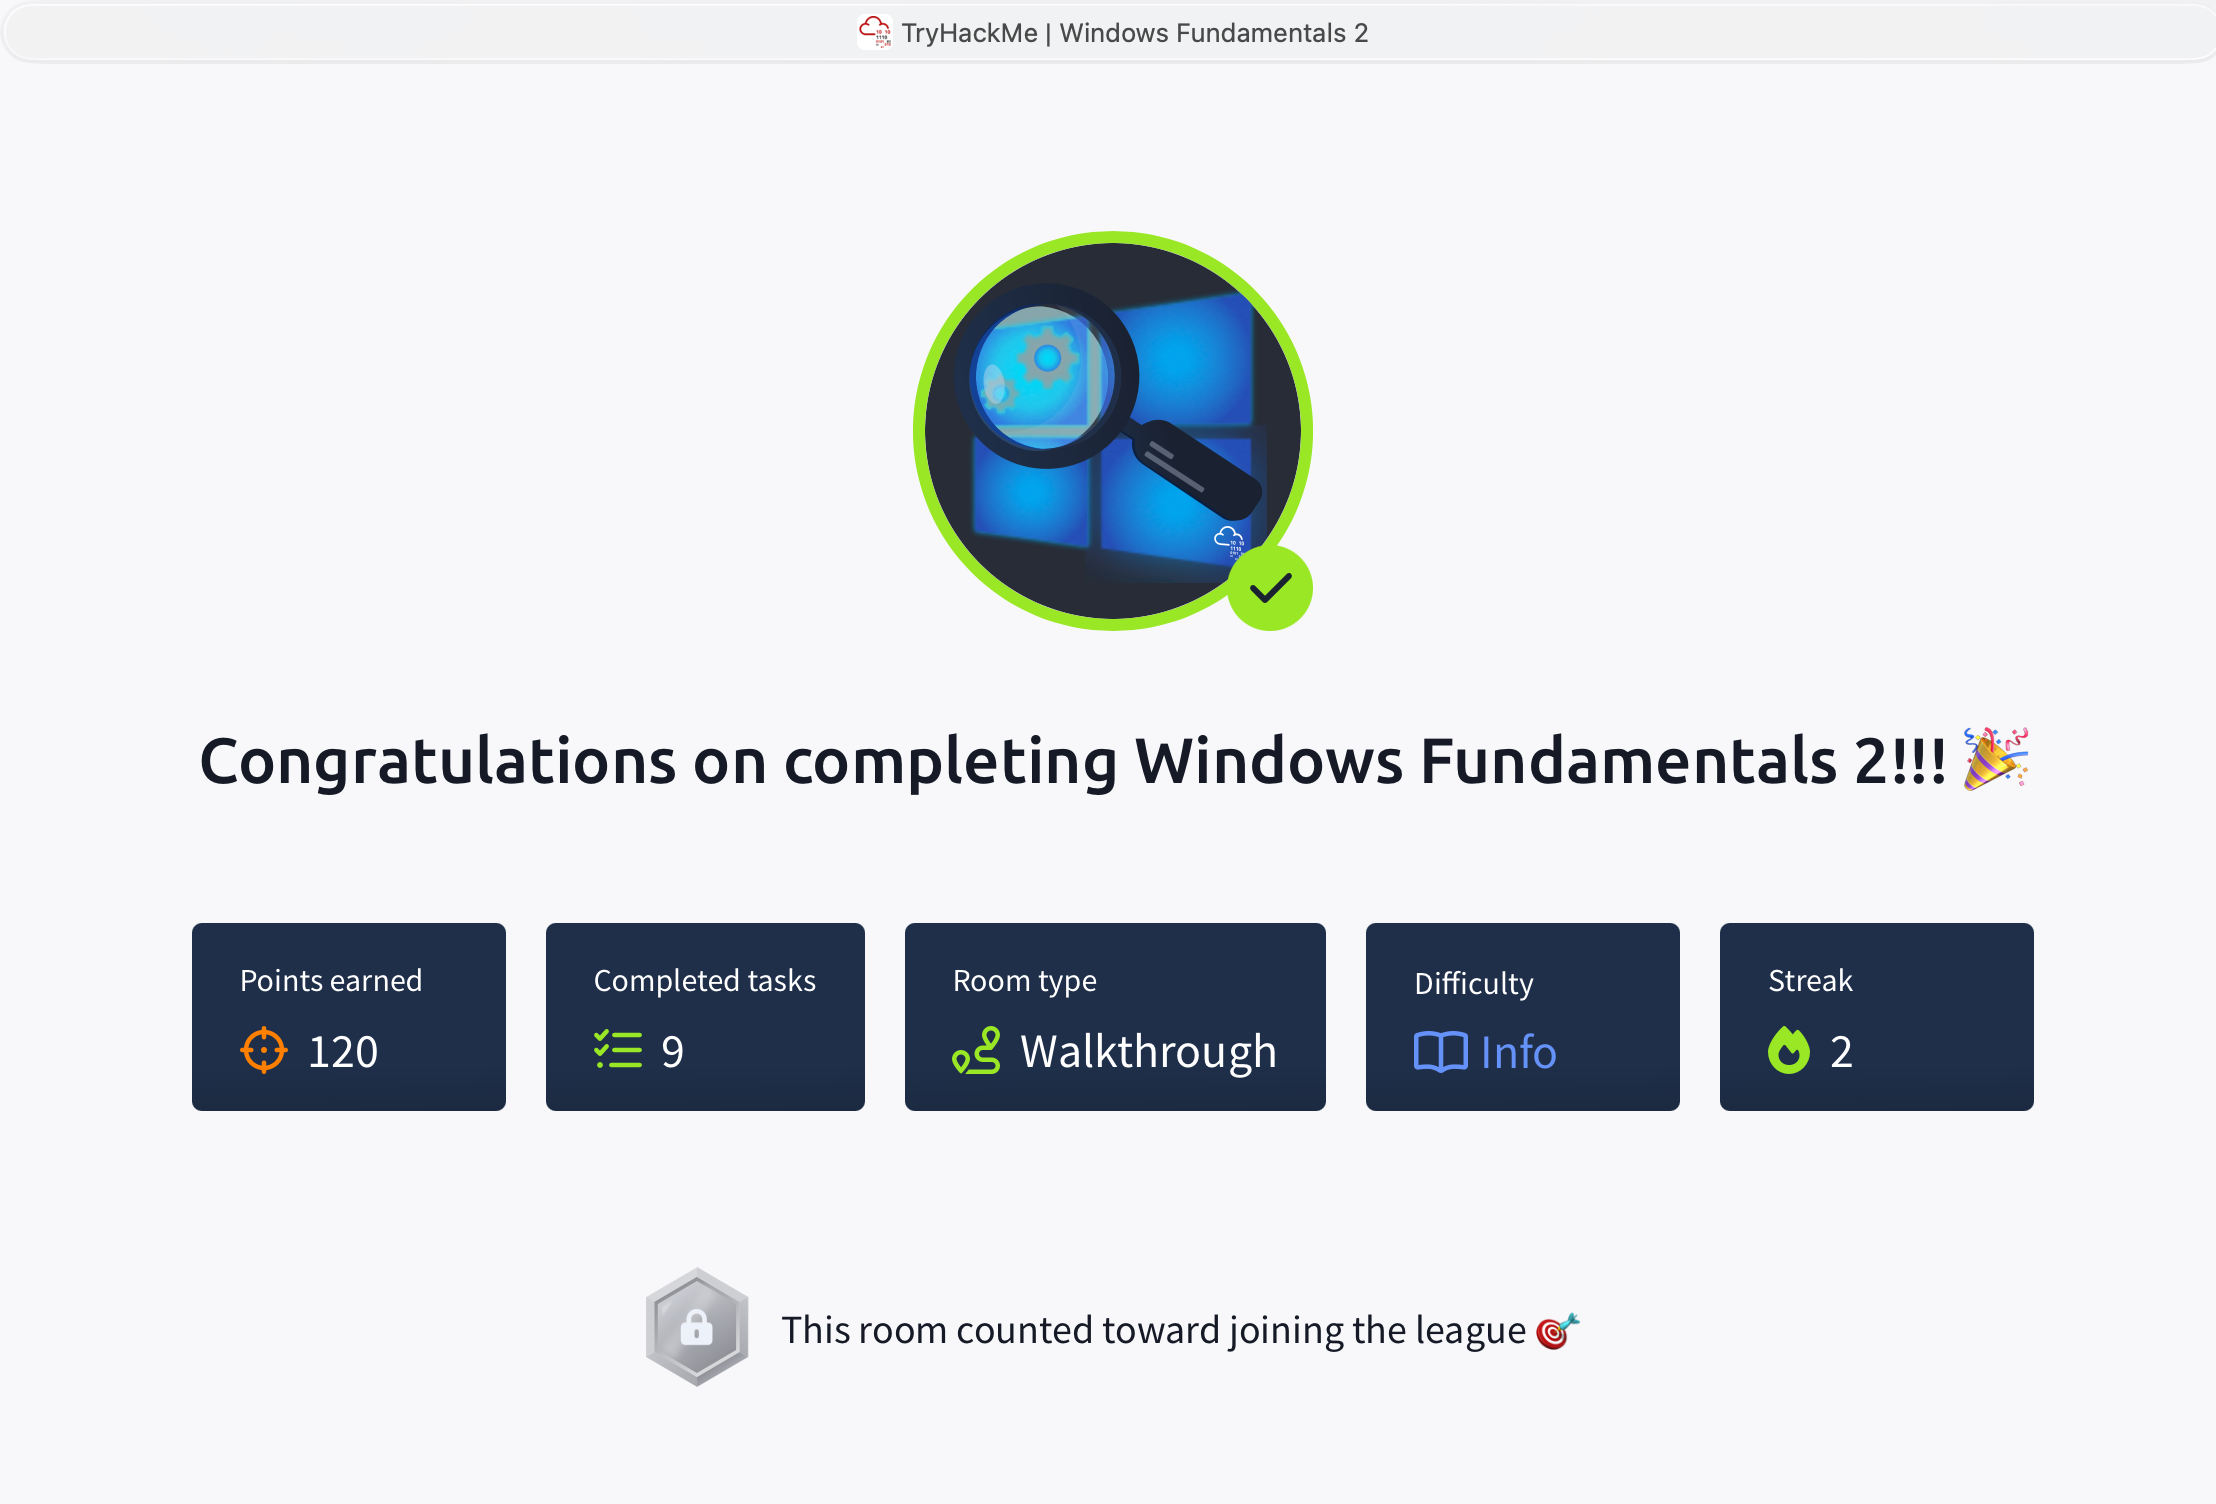 TryHackMe | Windows Fundamentals 2
Congratulations on completing Windows Fundamentals 2!!! 🎉
Points earned
120
Completed tasks
9
Room type
Walkthrough
Difficulty
Info
Streak
2
This room counted toward joining the league 🎯